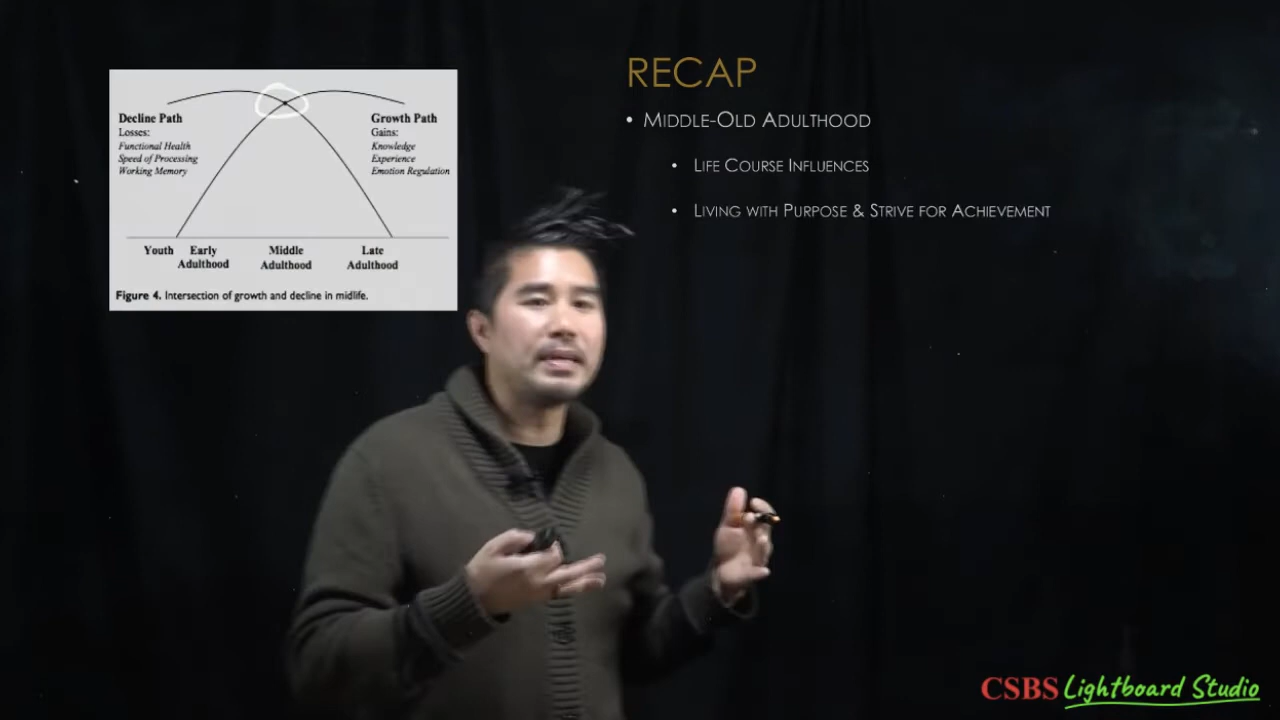 Decline Path
Losses:
Functional Health
Speed of Processing
Working Memory
Growth Path
Gains:
Knowledge
Experience
Emotion Regulation
Youth
Early
Adulthood
Middle
Adulthood
Late
Adulthood
Figure 4. Intersection of growth and decline in midlife.
RECAP
• MIDDLE-OLD ADULTHOOD
• LIFE COURSE INFLUENCES
• LIVING WITH PURPOSE & STRIVE FOR ACHIEVEMENT
CSBS Lightboard Studio